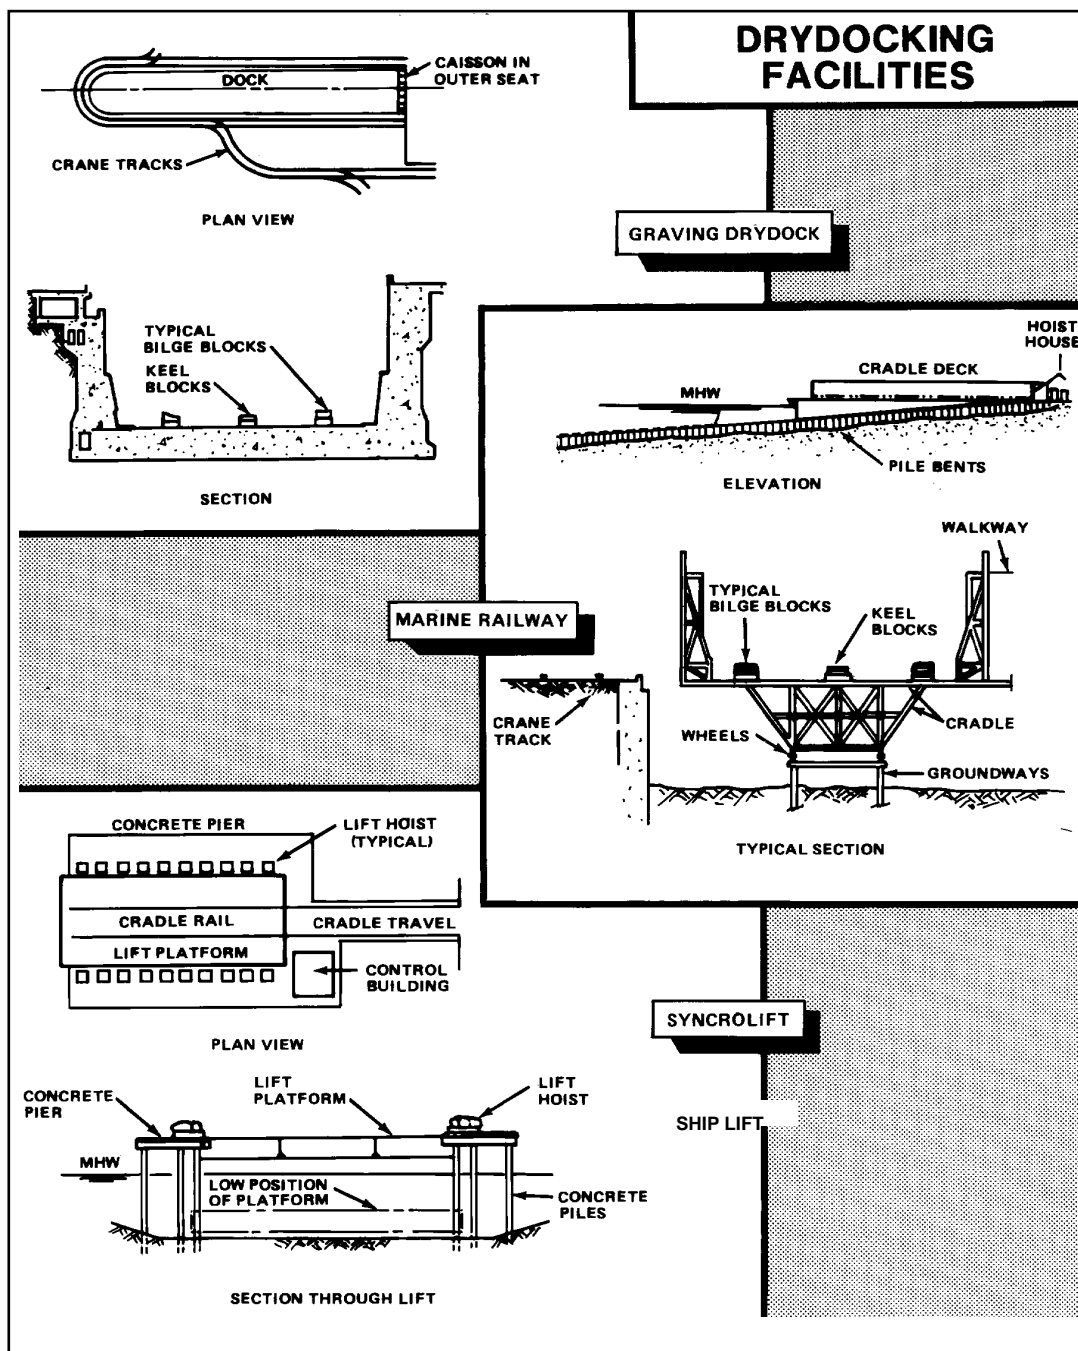 DRYDOCKING
FACILITIES
DOCK
CAISSON IN
OUTER SEAT
CRANE TRACKS
PLAN VIEW
GRAVING DRYDOCK
TYPICAL
BILGE BLOCKS
KEEL
BLOCKS
SECTION
HOIST
HOUSE
CRADLE DECK
MHW
PILE BENTS
ELEVATION
WALKWAY
MARINE RAILWAY
TYPICAL
BILGE BLOCKS
KEEL
BLOCKS
CRANE
TRACK
WHEELS
CRADLE
GROUNDWAYS
TYPICAL SECTION
CONCRETE PIER
LIFT HOIST
(TYPICAL)
CRADLE RAIL
CRADLE TRAVEL
LIFT PLATFORM
CONTROL
BUILDING
PLAN VIEW
SYNCROLIFT
SHIP LIFT
CONCRETE
PIER
LIFT
PLATFORM
LIFT
HOIST
MHW
LOW POSITION
OF PLATFORM
CONCRETE
PILES
SECTION THROUGH LIFT